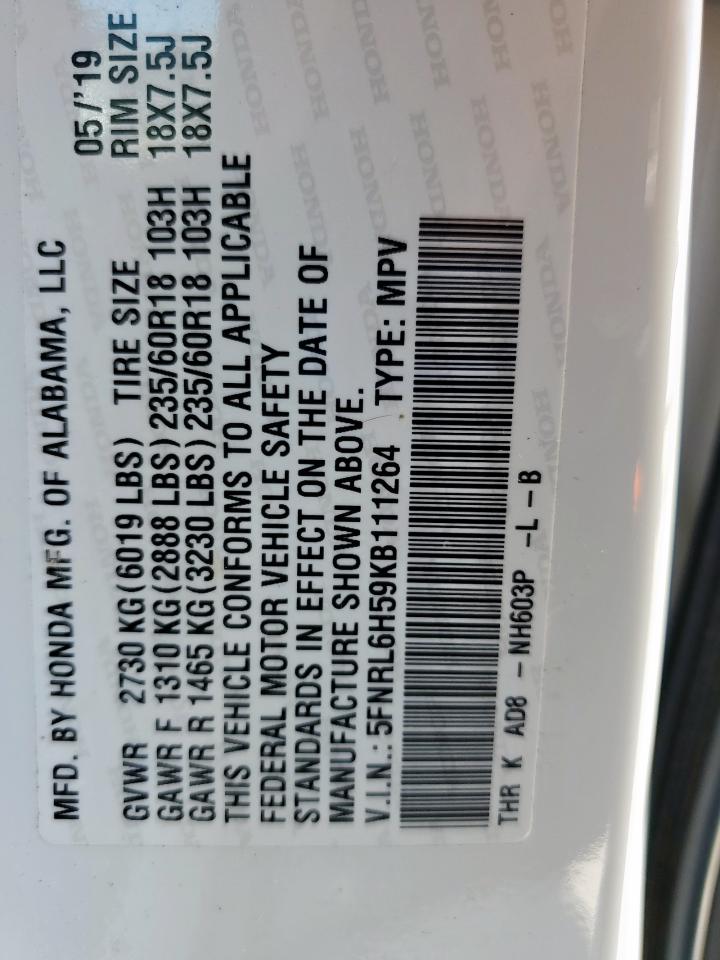 MFD. BY HONDA MFG. OF ALABAMA, LLC 05/'19
GVWR 2730 KG(6019 LBS) TIRE SIZE RIM SIZE
GAWR F 1310 KG(2888 LBS) 235/60R18 103H 18X7.5J
GAWR R 1465 KG(3230 LBS) 235/60R18 103H 18X7.5J
THIS VEHICLE CONFORMS TO ALL APPLICABLE
FEDERAL MOTOR VEHICLE SAFETY
STANDARDS IN EFFECT ON THE DATE OF
MANUFACTURE SHOWN ABOVE.
V.I.N.: 5FNRL6H59KB111264 TYPE: MPV
THR K AD8 -NH603P -L-B